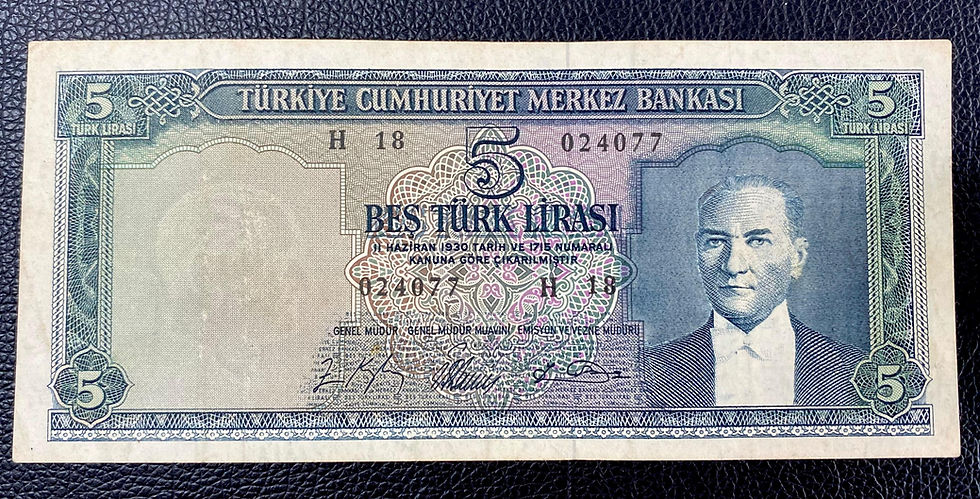 5 TÜRK LİRASI
TÜRKİYE CUMHURİYET MERKEZ BANKASI
5 TÜRK LİRASI
H 18
024077
5
BEŞ TÜRK LİRASI
11 HAZİRAN 1930 TARİH VE 1715 NUMARALI
KANUNA GÖRE ÇIKARILMIŞTIR
024077
H 18
GENEL MÜDÜR
GENEL MÜDÜR MUAVİNİ
EMİSYON VE VEZNE MÜDÜRÜ
5
5